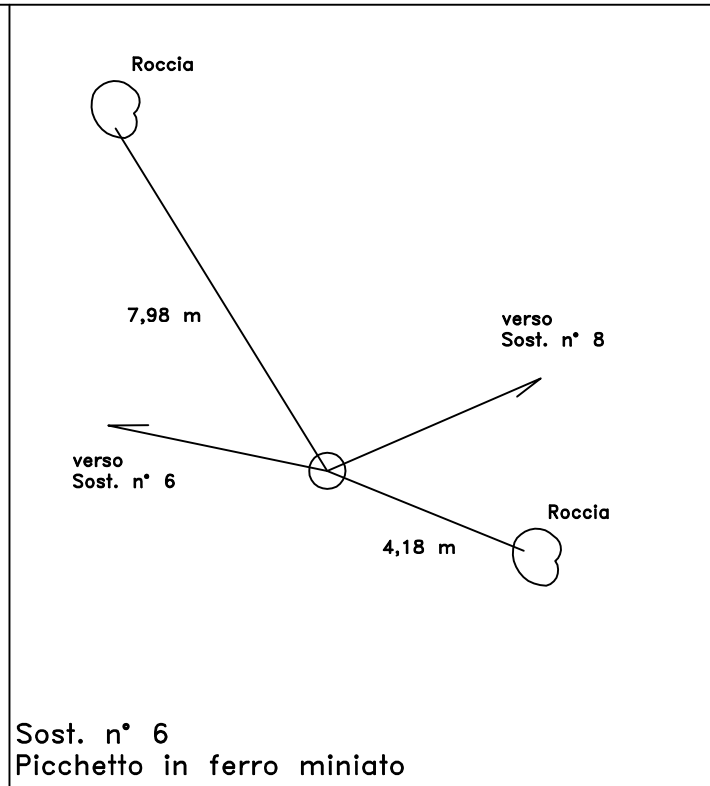 Roccia
7,98 m
verso
Sost. n° 8
verso
Sost. n° 6
Roccia
4,18 m
Sost. n° 6
Picchetto in ferro miniato